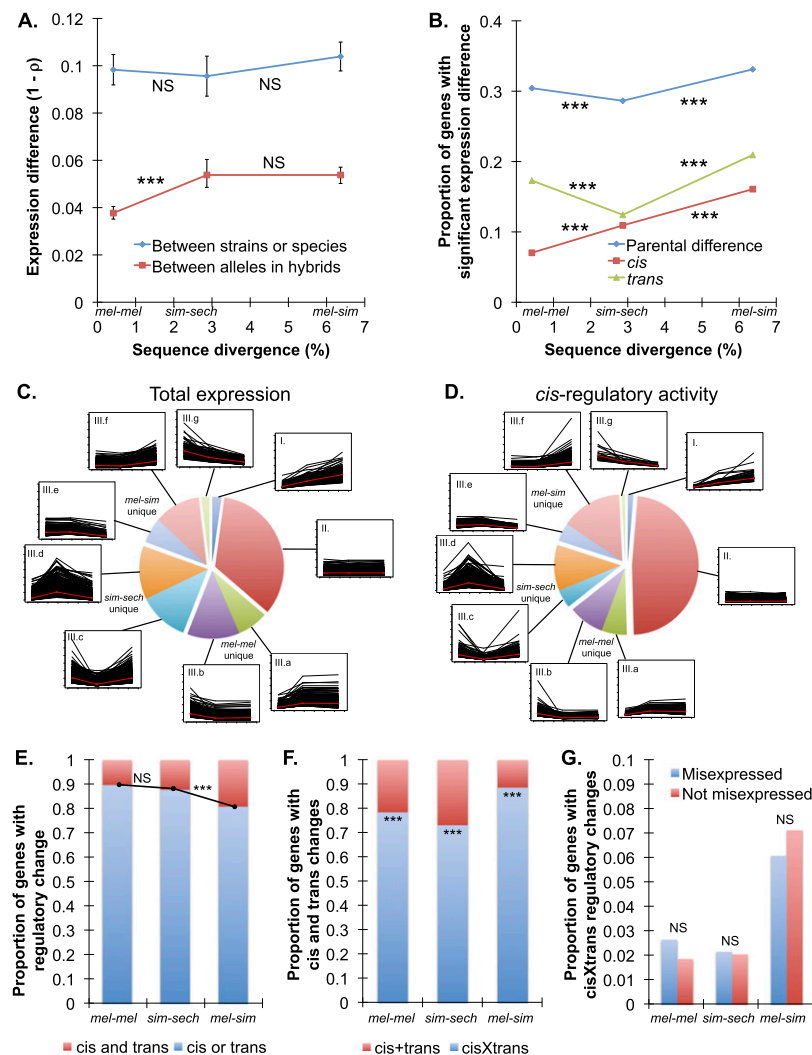 A.
Expression difference (1 - ρ)
0.12
0.1
0.08
0.06
0.04
0.02
0
NS
NS
***
NS
Between strains or species
Between alleles in hybrids
mel-mel
sim-sech
mel-sim
0 1 2 3 4 5 6 7
Sequence divergence (%)
B.
Proportion of genes with
significant expression difference
0.4
0.3
0.2
0.1
0
***
***
***
***
***
***
Parental difference
cis
trans
mel-mel
sim-sech
mel-sim
0 1 2 3 4 5 6 7
Sequence divergence (%)
C.
Total expression
III.f
III.g
I.
III.e
II.
III.d
III.c
III.b
III.a
mel-sim
unique
sim-sech
unique
mel-mel
unique
D.
cis-regulatory activity
III.f
III.g
I.
III.e
II.
III.d
III.c
III.b
III.a
mel-sim
unique
sim-sech
unique
mel-mel
unique
E.
Proportion of genes with
regulatory change
1
0.9
0.8
0.7
0.6
0.5
0.4
0.3
0.2
0.1
0
NS
***
mel-mel
sim-sech
mel-sim
cis and trans
cis or trans
F.
Proportion of genes with
cis and trans changes
1
0.9
0.8
0.7
0.6
0.5
0.4
0.3
0.2
0.1
0
***
***
***
mel-mel
sim-sech
mel-sim
cis+trans
cisXtrans
G.
Proportion of genes with
cisXtrans regulatory changes
0.1
0.09
0.08
0.07
0.06
0.05
0.04
0.03
0.02
0.01
0
Misexpressed
Not misexpressed
NS
NS
NS
mel-mel
sim-sech
mel-sim